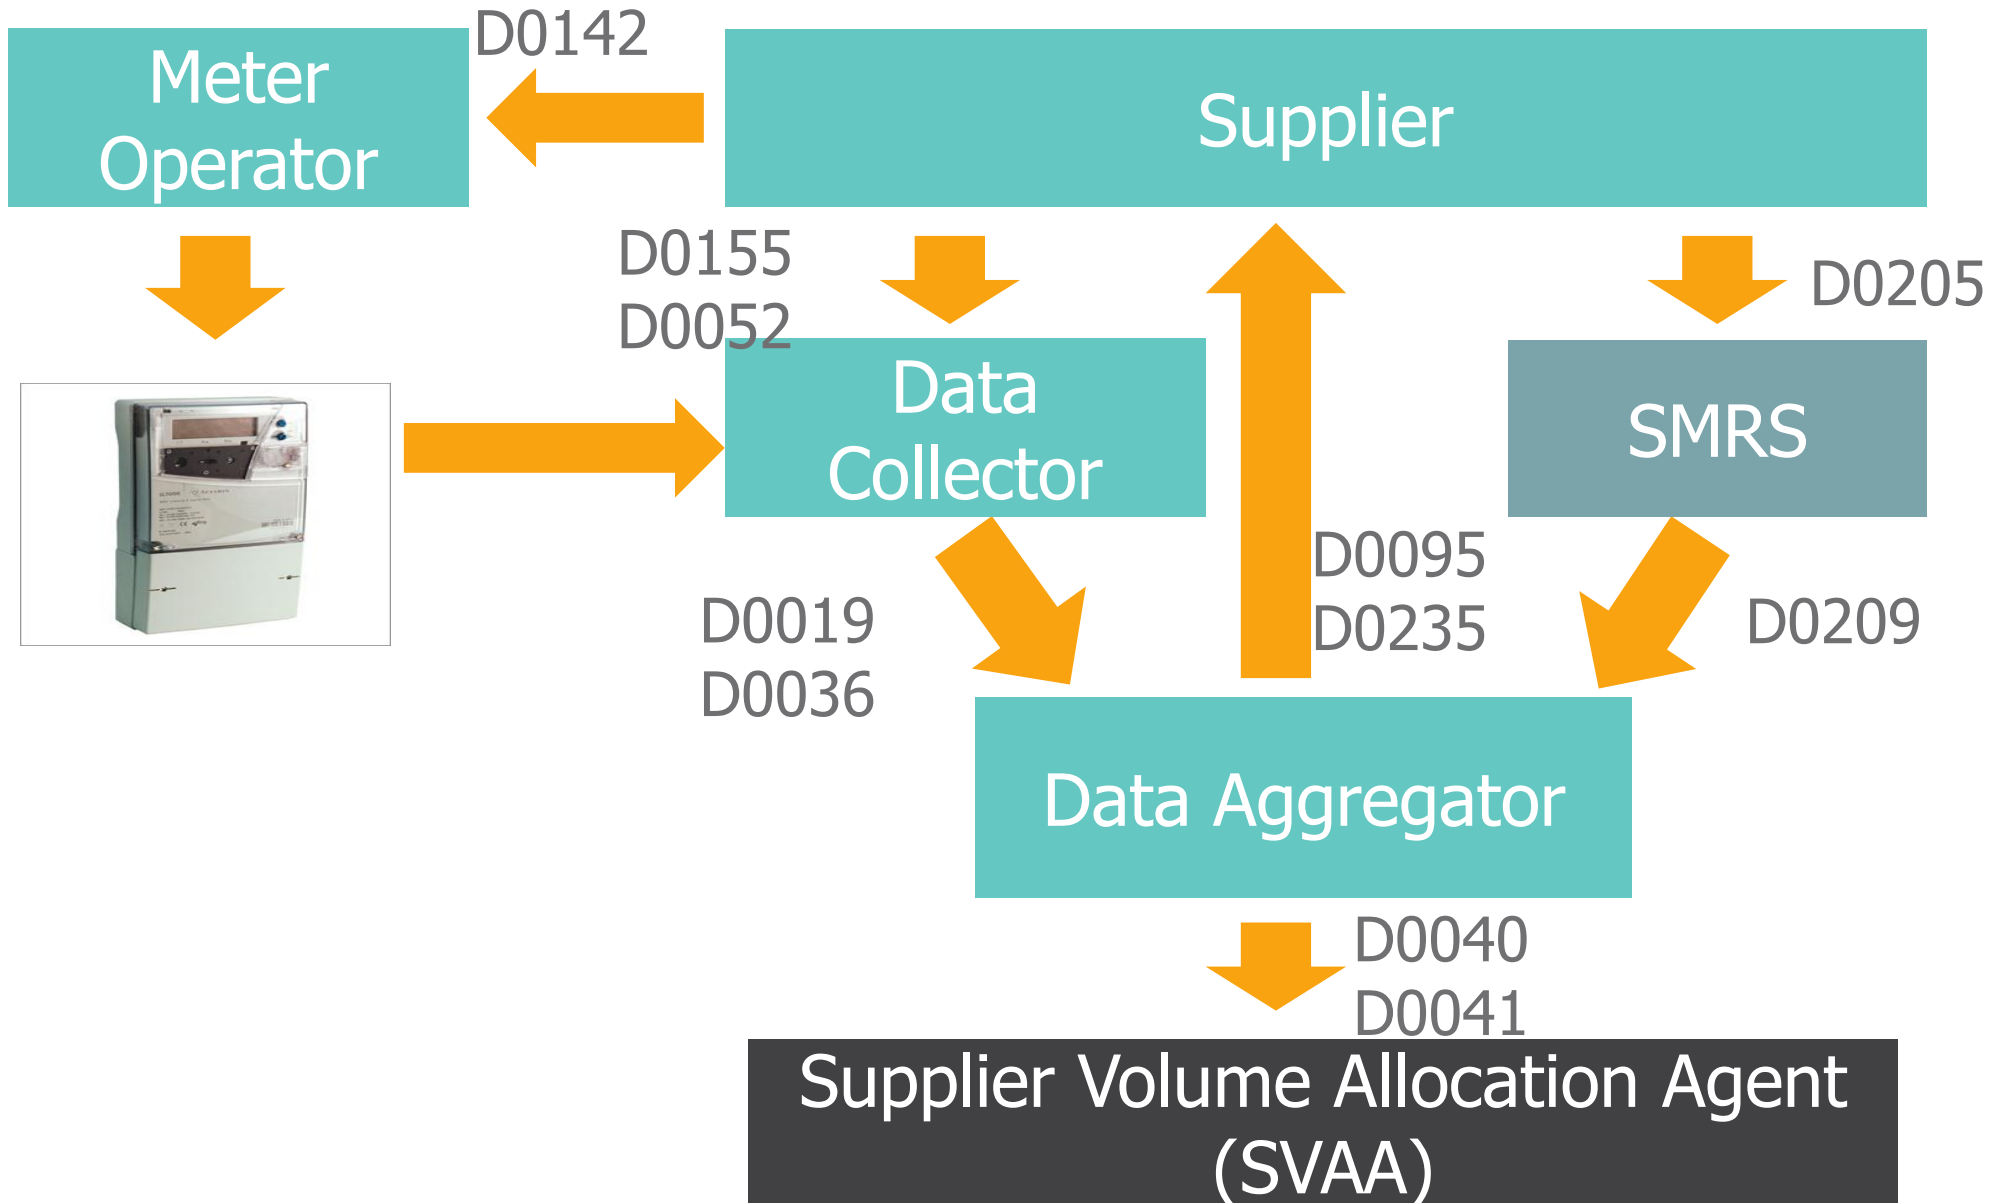 D0142
Meter
Operator
Supplier
D0155
D0052
D0205
Data
Collector
SMRS
D0095
D0235
D0019
D0036
D0209
Data Aggregator
D0040
D0041
Supplier Volume Allocation Agent
(SVAA)